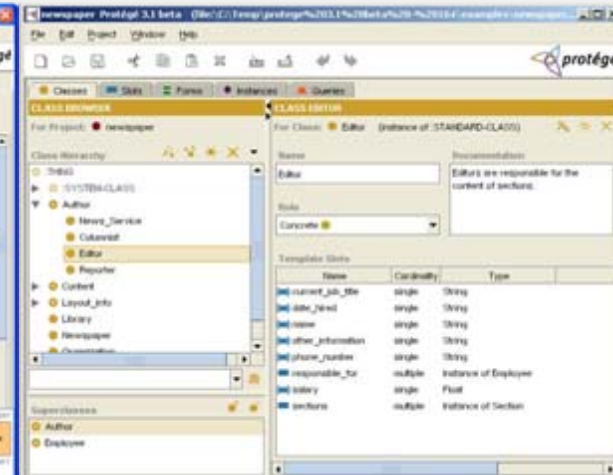 newspaper Protégé 3.1 beta
File Edit Project Window Help
protégé
Classes Slots Forms Instances Queries
CLASS BROWSER
For Project: newspaper
Class Hierarchy
:THING
:SYSTEM-CLASS
Author
News_Service
Columnist
Editor
Reporter
Content
Layout_info
Library
Newspaper
Organization
Superclasses
Author
Employee
CLASS EDITOR
For Class: Editor (instance of :STANDARD-CLASS)
Name
Editor
Documentation
Editors are responsible for the
content of sections.
Role
Concrete
Template Slots
Name Cardinality Type
current_job_title single String
date_hired single String
name single String
other_information single String
phone_number single String
responsible_for multiple Instance of Employee
salary single Float
sections multiple Instance of Section